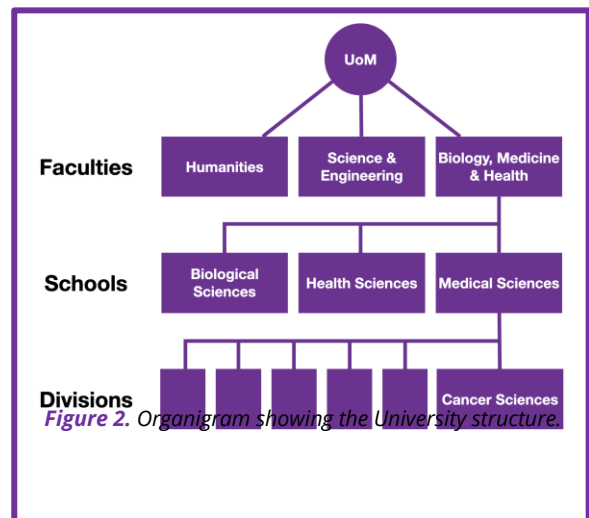 UoM
Faculties
Humanities
Science &
Engineering
Biology, Medicine
& Health
Schools
Biological
Sciences
Health Sciences
Medical Sciences
Divisions
Cancer Sciences
Figure 2. Organigram showing the University structure.